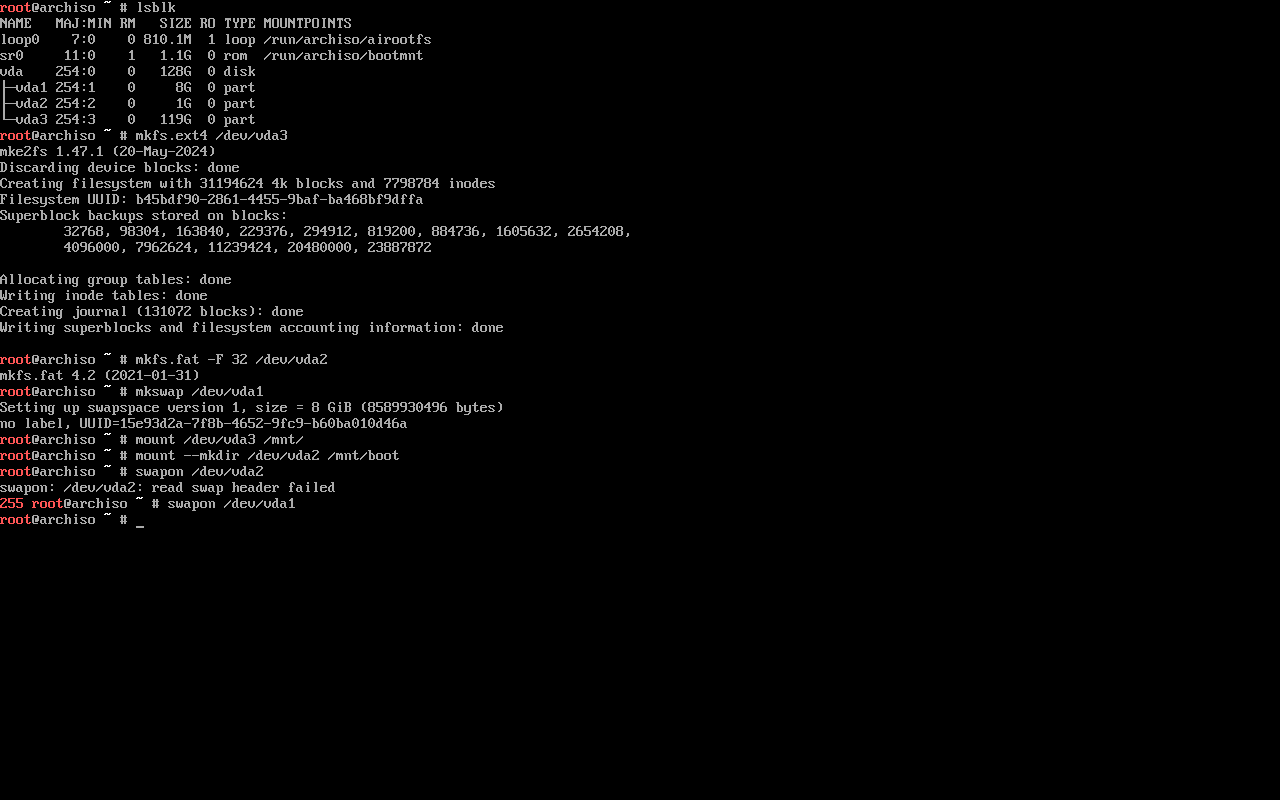 root@archiso ~ # lsblk
NAME   MAJ:MIN RM   SIZE RO TYPE MOUNTPOINTS
loop0    7:0    0 810.1M  1 loop /run/archiso/airootfs
sr0     11:0    1   1.1G  0 rom  /run/archiso/bootmnt
vda    254:0    0   128G  0 disk
├─vda1 254:1    0     8G  0 part
├─vda2 254:2    0     1G  0 part
└─vda3 254:3    0   119G  0 part
root@archiso ~ # mkfs.ext4 /dev/vda3
mke2fs 1.47.1 (20-May-2024)
Discarding device blocks: done
Creating filesystem with 31194624 4k blocks and 7798784 inodes
Filesystem UUID: b45bdf90-2861-4455-9baf-ba468bf9dffa
Superblock backups stored on blocks:
        32768, 98304, 163840, 229376, 294912, 819200, 884736, 1605632, 2654208,
        4096000, 7962624, 11239424, 20480000, 23887872

Allocating group tables: done
Writing inode tables: done
Creating journal (131072 blocks): done
Writing superblocks and filesystem accounting information: done

root@archiso ~ # mkfs.fat -F 32 /dev/vda2
mkfs.fat 4.2 (2021-01-31)
root@archiso ~ # mkswap /dev/vda1
Setting up swapspace version 1, size = 8 GiB (8589930496 bytes)
no label, UUID=15e93d2a-7f8b-4652-9fc9-b60ba010d46a
root@archiso ~ # mount /dev/vda3 /mnt/
root@archiso ~ # mount --mkdir /dev/vda2 /mnt/boot
root@archiso ~ # swapon /dev/vda2
swapon: /dev/vda2: read swap header failed
255 root@archiso ~ # swapon /dev/vda1
root@archiso ~ # _